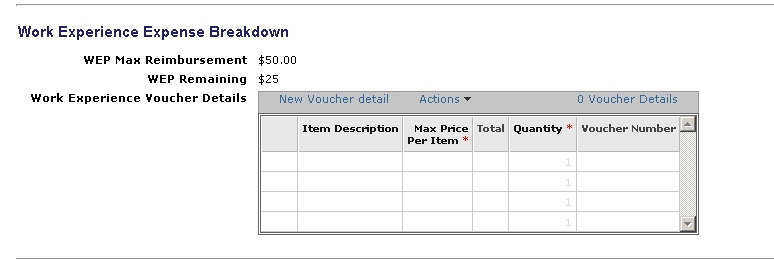 Work Experience Expense Breakdown
WEP Max Reimbursement $50.00
WEP Remaining $25
Work Experience Voucher Details New Voucher detail Actions 0 Voucher Details
Item Description Max Price Per Item * Total Quantity * Voucher Number
1
1
1
1